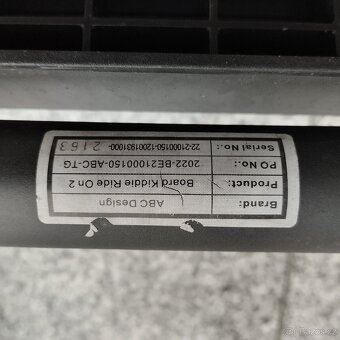 Brand: ABC Design
Product: Board Kiddie Ride On 2
PO No.: 2022-BE21000150-ABC-TG
Serial No.: 22-21000150-12001931000- 2163